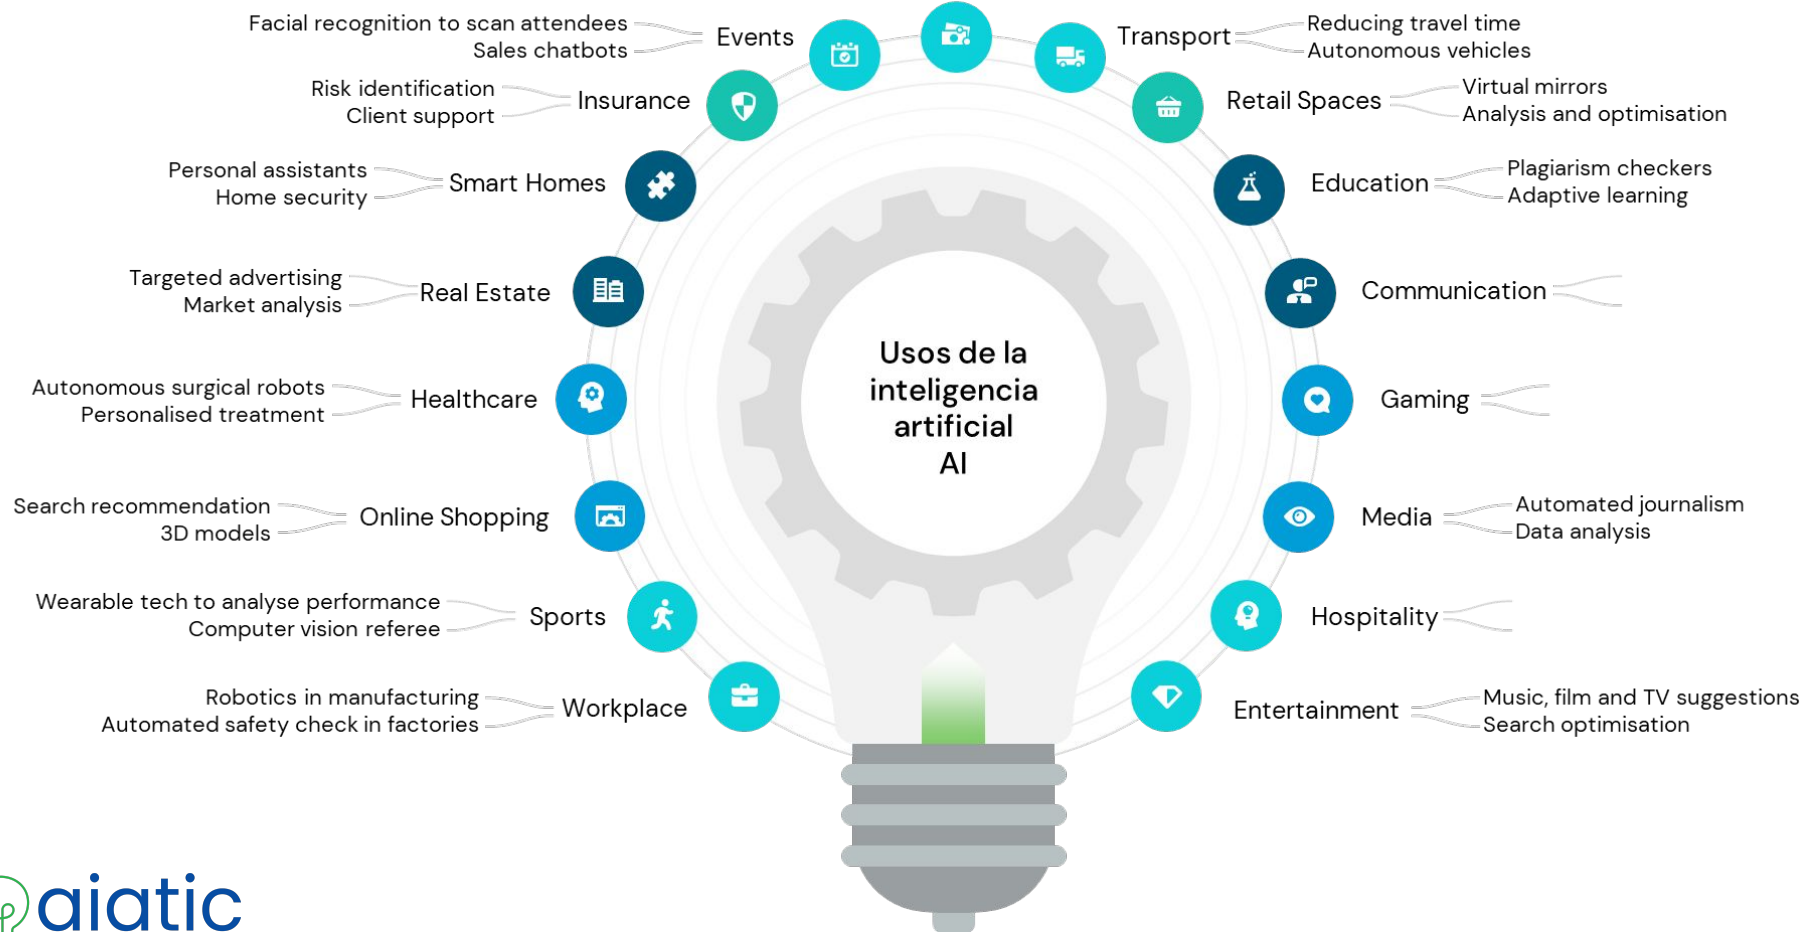 Facial recognition to scan attendees
Sales chatbots
Events
Risk identification
Client support
Insurance
Personal assistants
Home security
Smart Homes
Targeted advertising
Market analysis
Real Estate
Autonomous surgical robots
Personalised treatment
Healthcare
Search recommendation
3D models
Online Shopping
Wearable tech to analyse performance
Computer vision referee
Sports
Robotics in manufacturing
Automated safety check in factories
Workplace
Usos de la
inteligencia
artificial
AI
Transport
Reducing travel time
Autonomous vehicles
Retail Spaces
Virtual mirrors
Analysis and optimisation
Education
Plagiarism checkers
Adaptive learning
Communication
Gaming
Media
Automated journalism
Data analysis
Hospitality
Entertainment
Music, film and TV suggestions
Search optimisation
aiatic